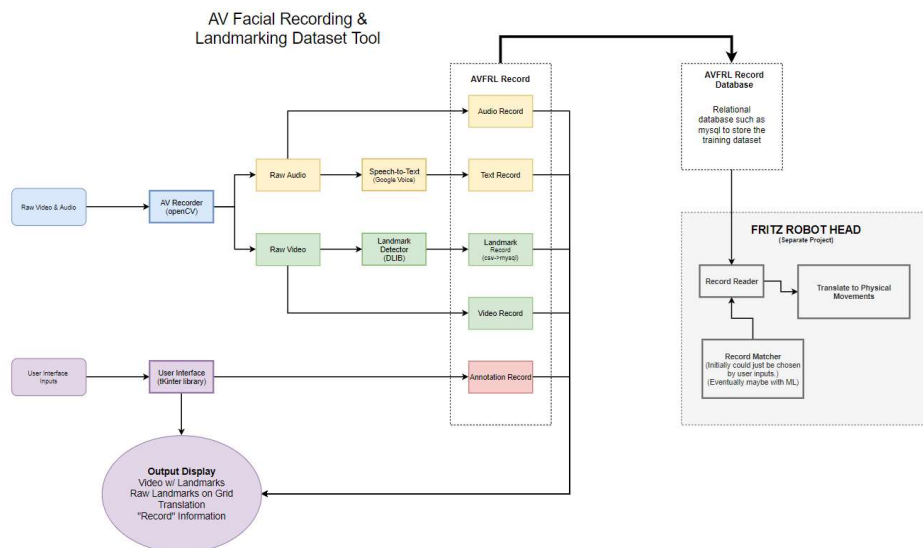 AV Facial Recording &
Landmarking Dataset Tool
AVFRL Record
Audio Record
Raw Audio
Speech-to-Text
(Google Voice)
Text Record
Raw Video & Audio
AV Recorder
(openCV)
Raw Video
Landmark
Detector
(DLIB)
Landmark
Record
(csv->mysql)
Video Record
User Interface
Inputs
User Interface
(tKinter library)
Annotation Record
Output Display
Video w/ Landmarks
Raw Landmarks on Grid
Translation
"Record" Information
AVFRL Record
Database
Relational
database such as
mysql to store the
training dataset
FRITZ ROBOT HEAD
(Separate Project)
Record Reader
Translate to Physical
Movements
Record Matcher
(Initially could just be chosen
by user inputs.)
(Eventually maybe with ML)